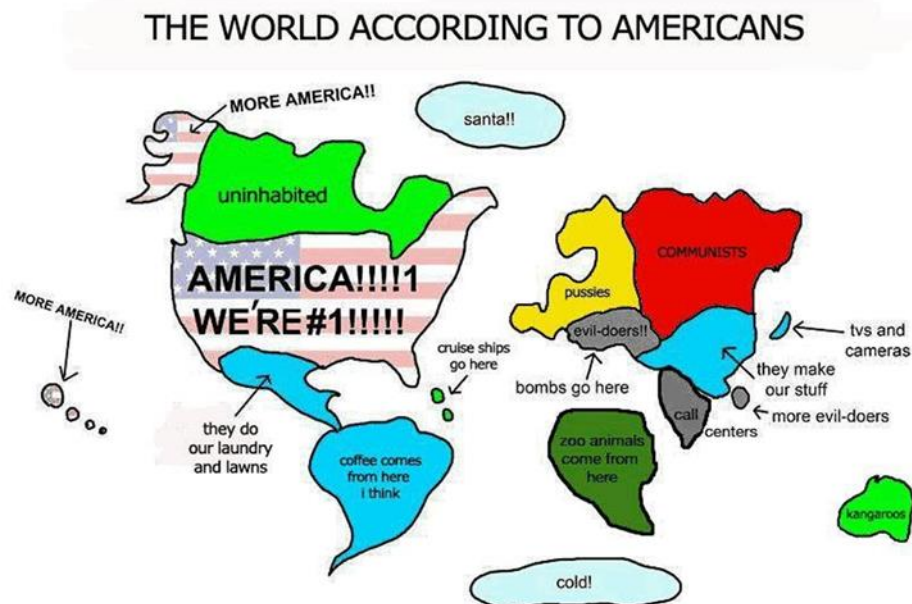 THE WORLD ACCORDING TO AMERICANS
MORE AMERICA!!
santa!!
uninhabited
AMERICA!!!!1
WE'RE #1!!!!!
MORE AMERICA!!
COMMUNISTS
pussies
evil-doers!!
tvs and
cameras
cruise ships
go here
bombs go here
they make
our stuff
they do
our laundry
and lawns
call
centers
more evil-doers
coffee comes
from here
i think
zoo animals
come from
here
kangaroos
cold!